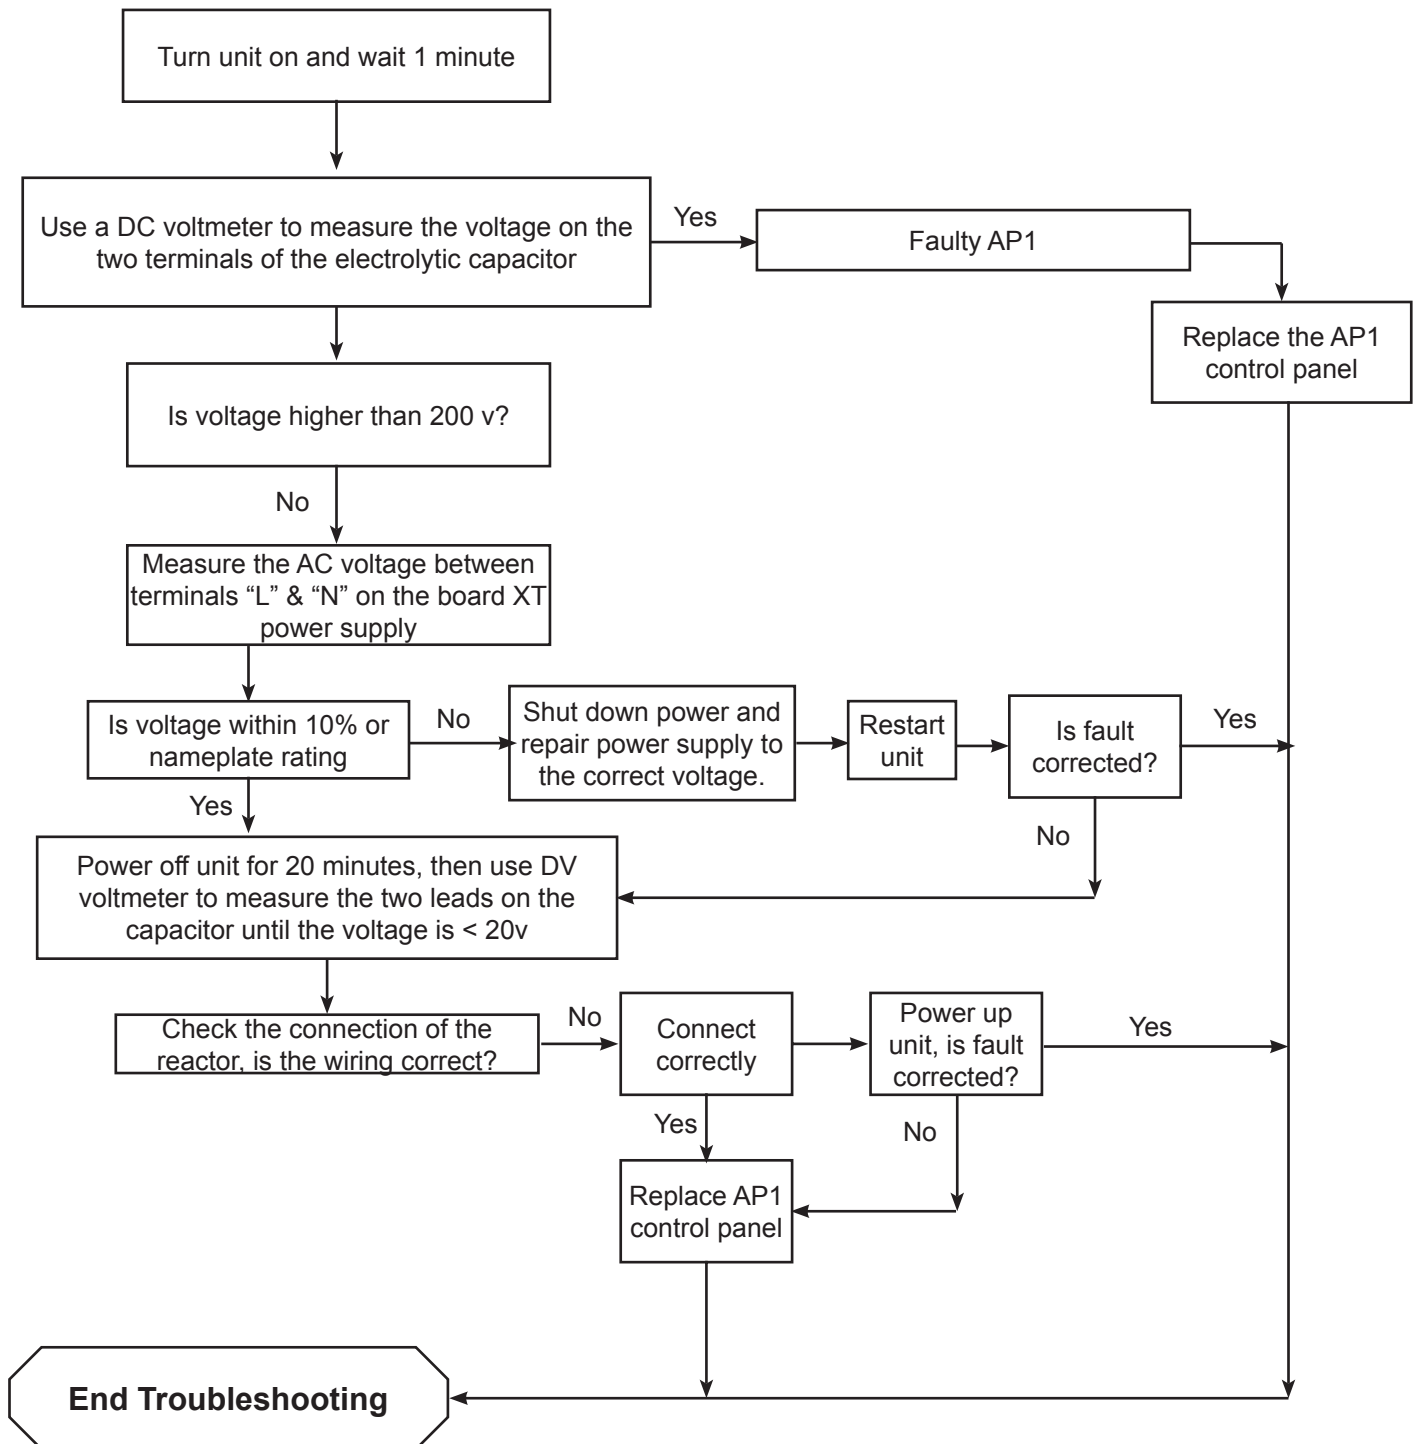 Turn unit on and wait 1 minute
Use a DC voltmeter to measure the voltage on the
two terminals of the electrolytic capacitor
Yes
Faulty AP1
Replace the AP1
control panel
Is voltage higher than 200 v?
No
Measure the AC voltage between
terminals “L” & “N” on the board XT
power supply
Is voltage within 10% or
nameplate rating
No
Shut down power and
repair power supply to
the correct voltage.
Restart
unit
Is fault
corrected?
Yes
Yes
No
Power off unit for 20 minutes, then use DV
voltmeter to measure the two leads on the
capacitor until the voltage is < 20v
Check the connection of the
reactor, is the wiring correct?
No
Connect
correctly
Power up
unit, is fault
corrected?
Yes
Yes
No
Replace AP1
control panel
End Troubleshooting